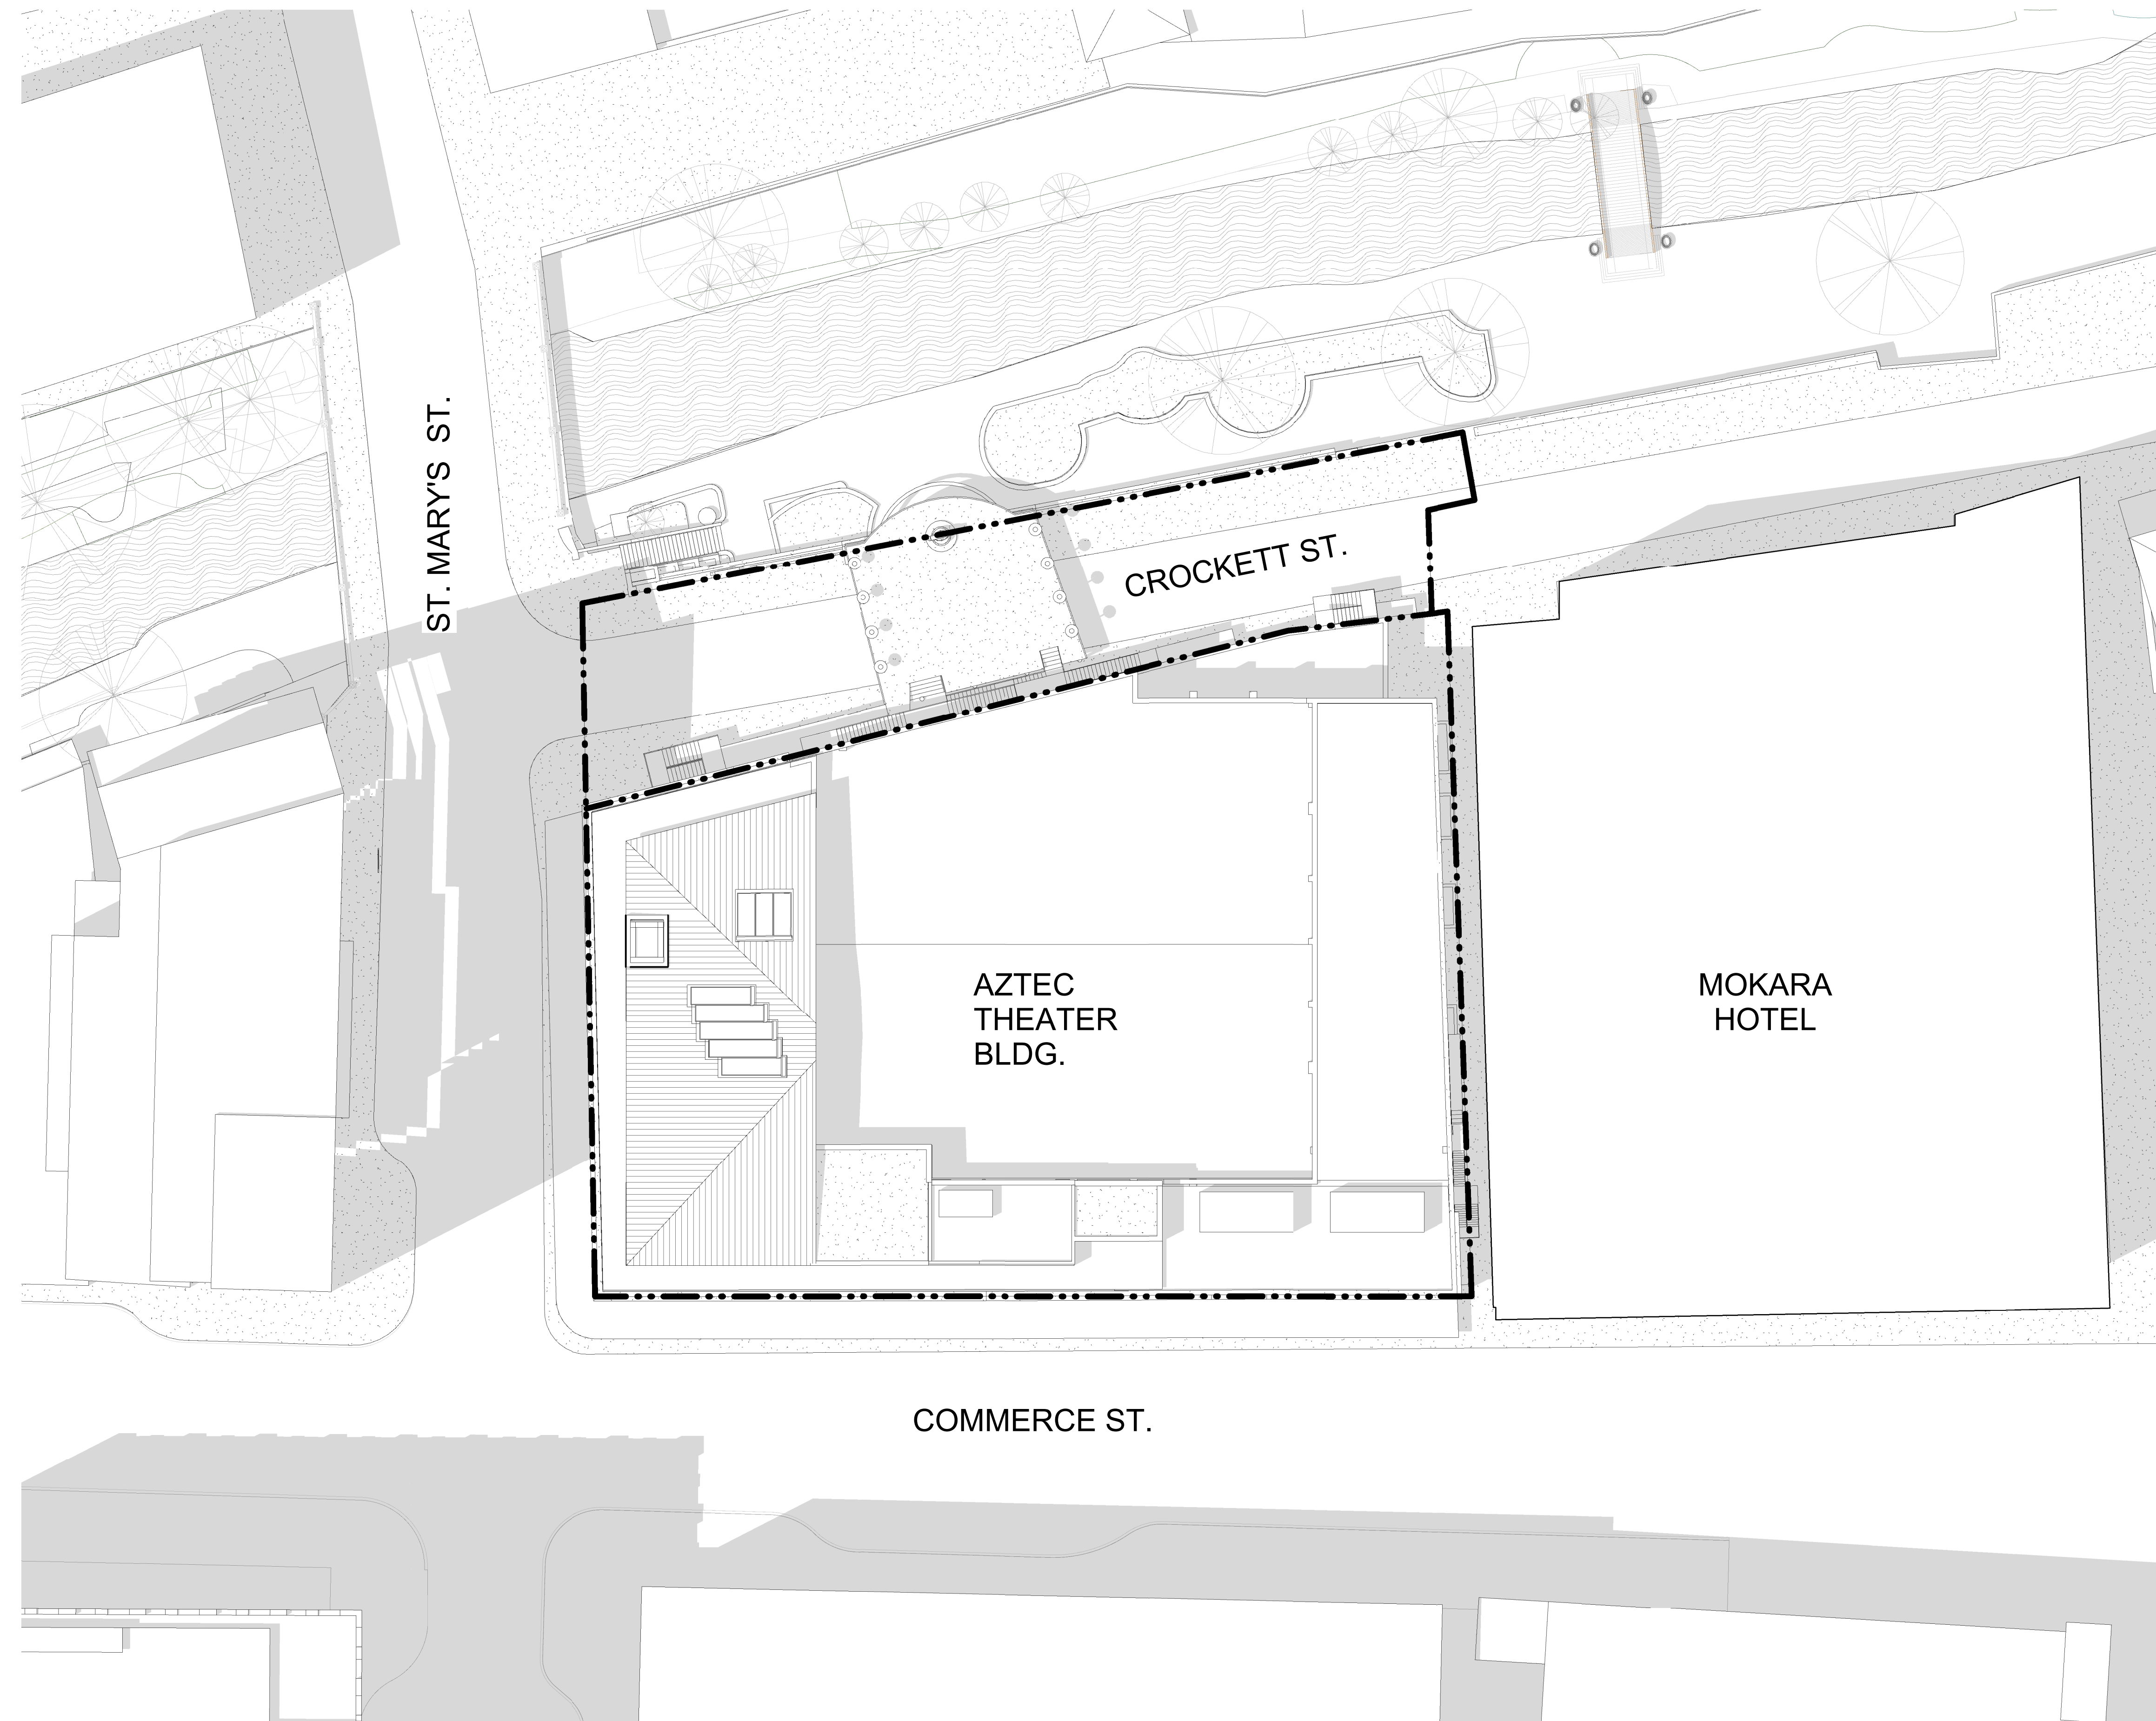 ST. MARY'S ST.
CROCKETT ST.
AZTEC
THEATER
BLDG.
MOKARA
HOTEL
COMMERCE ST.